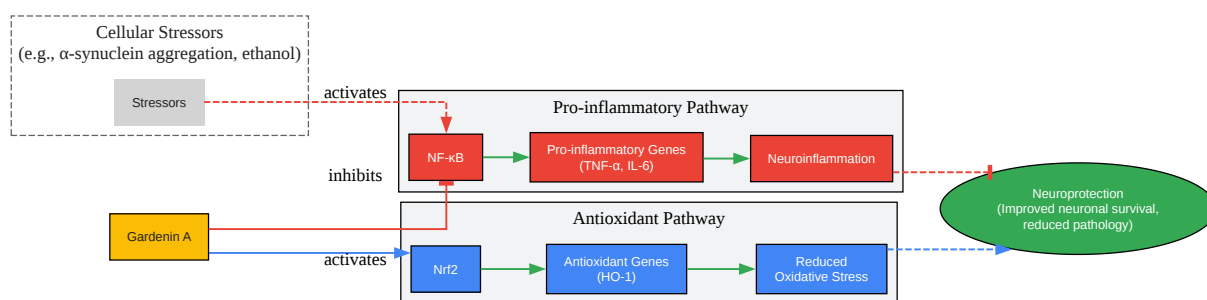 Cellular Stressors
(e.g., α-synuclein aggregation, ethanol)
Stressors
activates
Pro-inflammatory Pathway
NF-κB
Pro-inflammatory Genes
(TNF-α, IL-6)
Neuroinflammation
inhibits
Neuroprotection
(Improved neuronal survival,
reduced pathology)
Antioxidant Pathway
Gardenin A
activates
Nrf2
Antioxidant Genes
(HO-1)
Reduced
Oxidative Stress